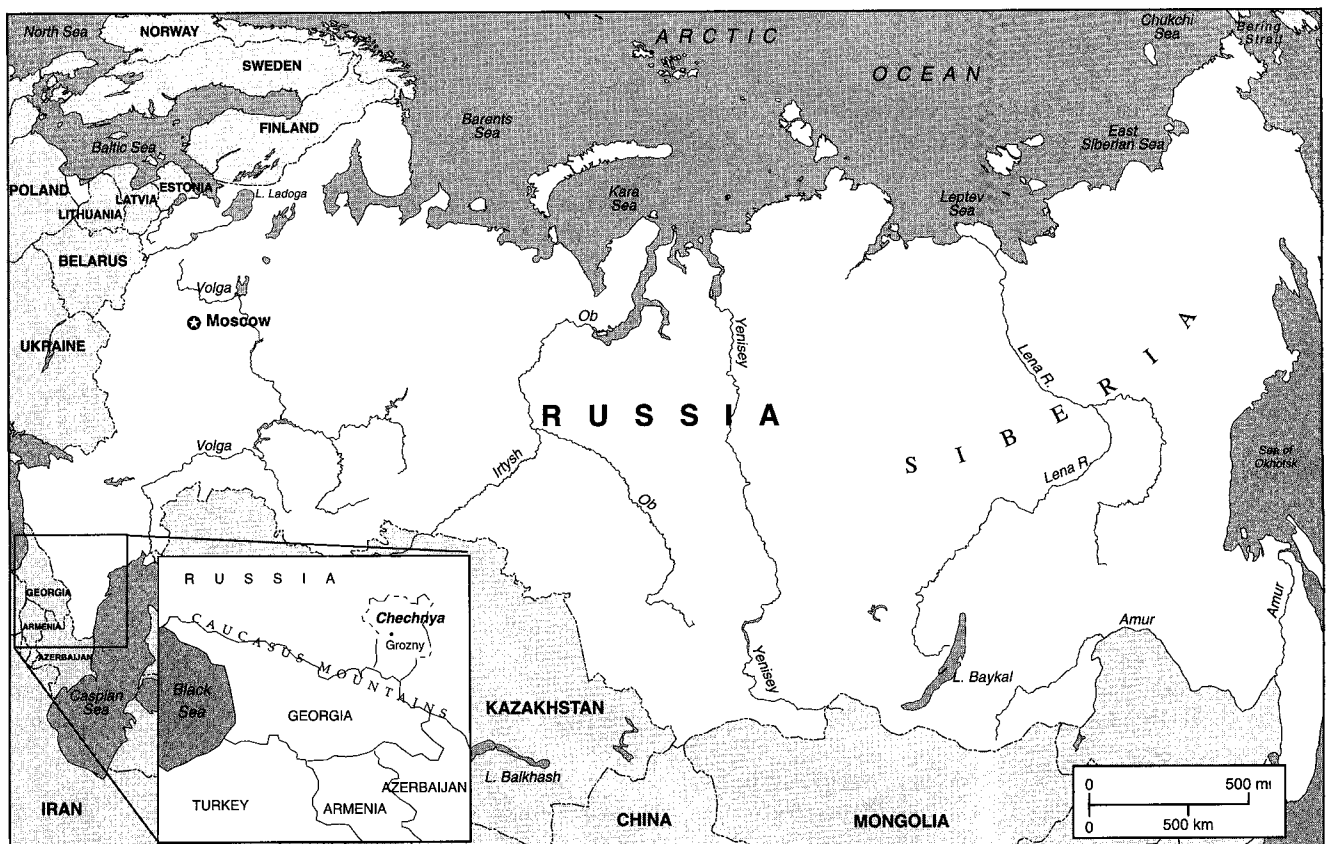 North Sea
NORWAY
ARCTIC
OCEAN
Chukchi
Sea
Bering
Strait
SWEDEN
FINLAND
Barents
Sea
Baltic Sea
East
Siberian Sea
POLAND
LITHUANIA
LATVIA
ESTONIA
L. Ladoga
Kara
Sea
Leptev
Sea
BELARUS
Volga
Moscow
UKRAINE
Ob
Yenisey
Lena R.
RUSSIA
SIBERIA
Volga
Irtysh
Ob
Lena R.
Sea of
Okhotsk
GEORGIA
ARMENIA
AZERBAIJAN
Caspian
Sea
IRAN
RUSSIA
Chechnya
Grozny
CAUCASUS MOUNTAINS
Black
Sea
GEORGIA
TURKEY
ARMENIA
AZERBAIJAN
KAZAKHSTAN
L. Balkhash
CHINA
MONGOLIA
Yenisey
L. Baykal
Amur
Amur
0 500 mi
0 500 km